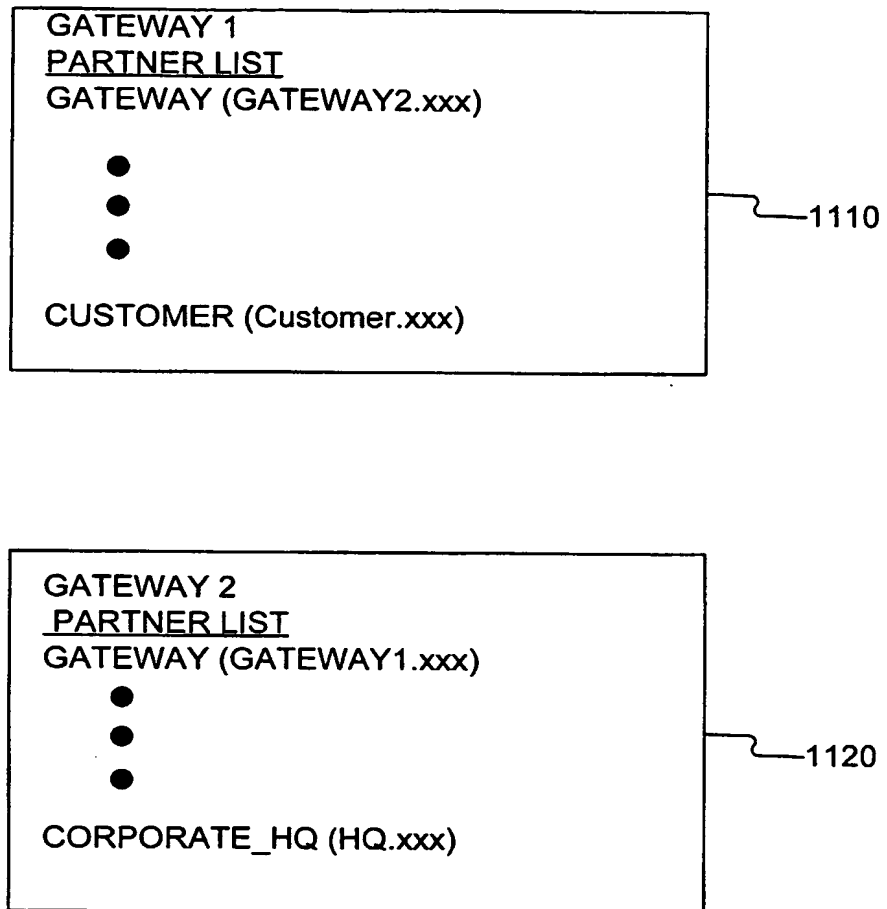 GATEWAY 1
PARTNER LIST
GATEWAY (GATEWAY2.xxx)
CUSTOMER (Customer.xxx)
1110
GATEWAY 2
PARTNER LIST
GATEWAY (GATEWAY1.xxx)
CORPORATE_HQ (HQ.xxx)
1120